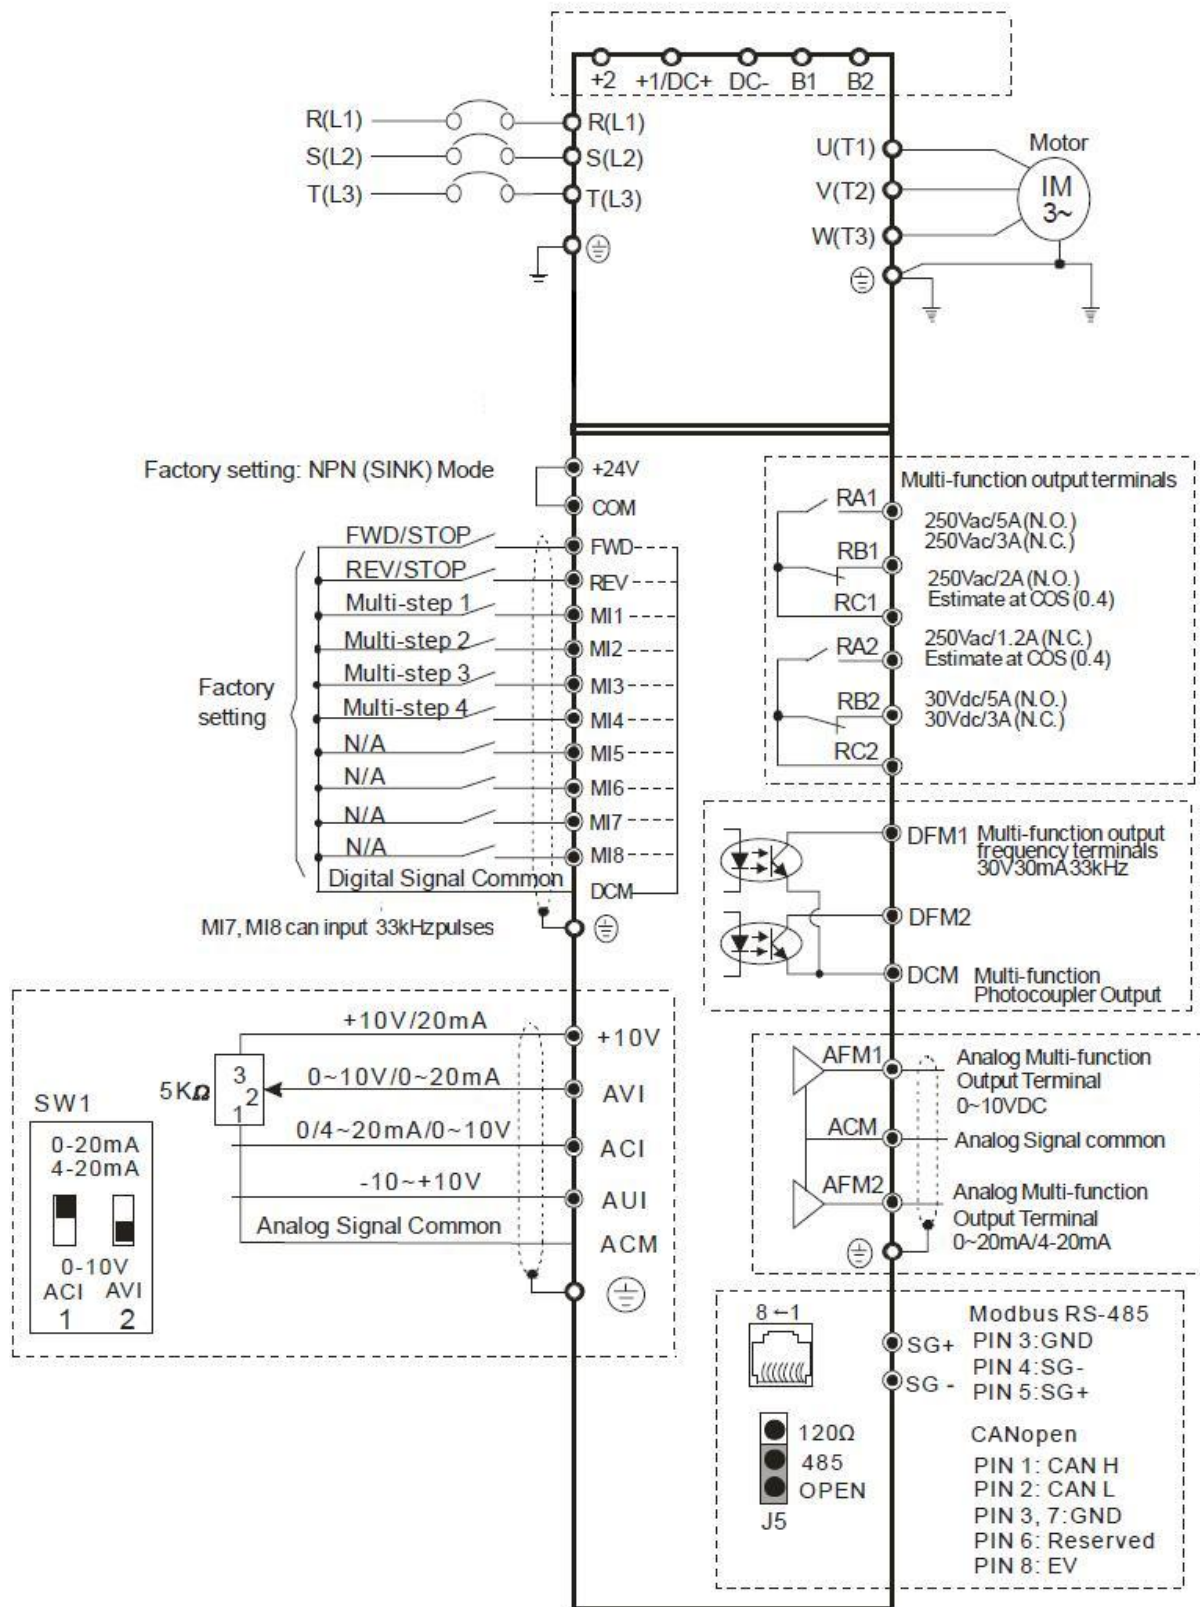 +2 +1/DC+ DC- B1 B2
R(L1) R(L1)
S(L2) S(L2)
T(L3) T(L3)
U(T1)
V(T2)
W(T3)
Motor
IM
3~
Factory setting: NPN (SINK) Mode
+24V
COM
FWD/STOP FWD
REV/STOP REV
Multi-step 1 MI1
Multi-step 2 MI2
Multi-step 3 MI3
Multi-step 4 MI4
N/A MI5
N/A MI6
N/A MI7
N/A MI8
Factory
setting
Digital Signal Common DCM
MI7, MI8 can input 33kHzpulses
Multi-function output terminals
RA1
250Vac/5A(N.O.)
250Vac/3A(N.C.)
RB1
250Vac/2A(N.O.)
Estimate at COS (0.4)
RC1
RA2
250Vac/1.2A(N.C.)
Estimate at COS (0.4)
RB2
30Vdc/5A(N.O.)
30Vdc/3A(N.C.)
RC2
DFM1 Multi-function output
frequency terminals
30V30mA33kHz
DFM2
DCM Multi-function
Photocoupler Output
+10V/20mA +10V
5KΩ
3
2
1
0~10V/0~20mA AVI
0/4~20mA/0~10V ACI
-10~+10V AUI
Analog Signal Common ACM
SW1
0-20mA
4-20mA
0-10V
ACI AVI
1 2
AFM1 Analog Multi-function
Output Terminal
0~10VDC
ACM Analog Signal common
AFM2 Analog Multi-function
Output Terminal
0~20mA/4-20mA
8←1
SG+
SG -
Modbus RS-485
PIN 3:GND
PIN 4:SG-
PIN 5:SG+
120Ω
485
OPEN
J5
CANopen
PIN 1: CAN H
PIN 2: CAN L
PIN 3, 7:GND
PIN 6: Reserved
PIN 8: EV